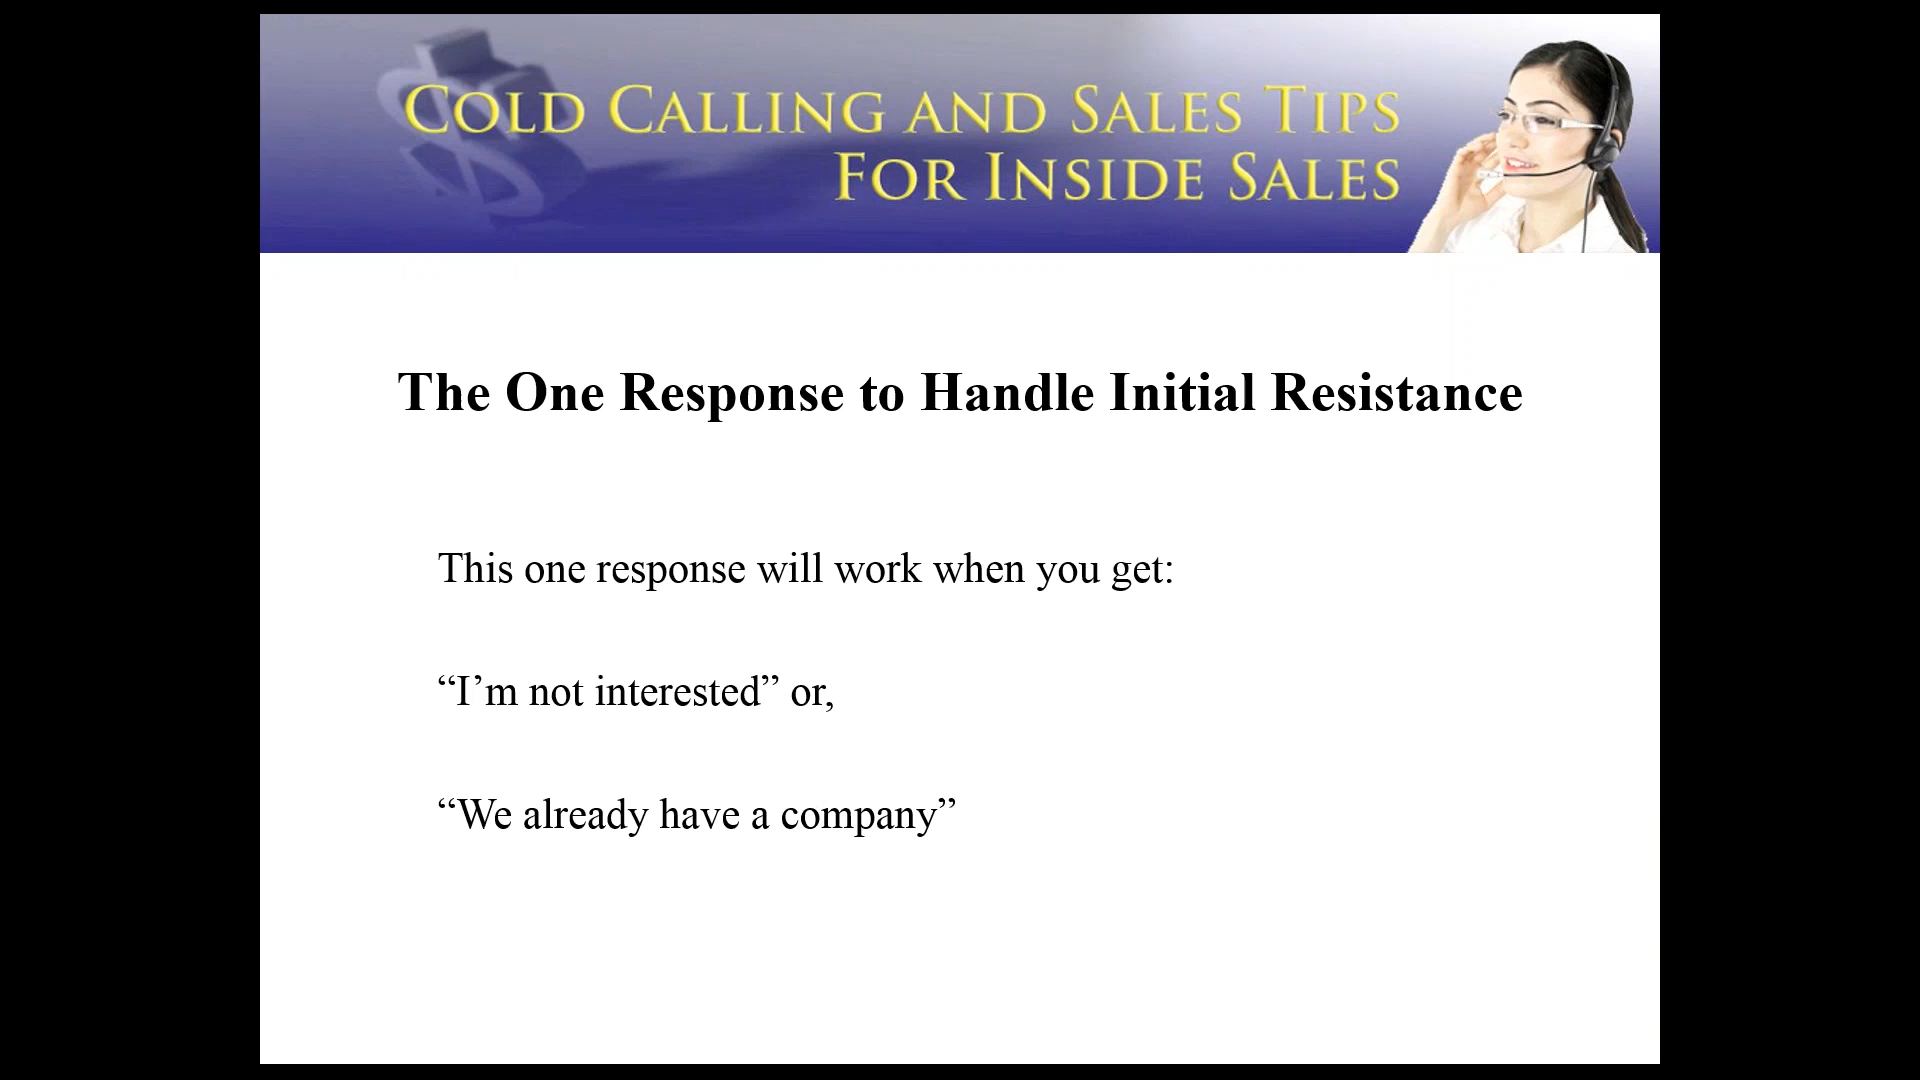 COLD CALLING AND SALES TIPS
FOR INSIDE SALES
The One Response to Handle Initial Resistance
This one response will work when you get:
“I’m not interested” or,
“We already have a company”